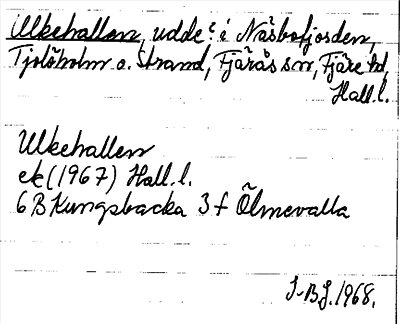 Ulkehallen, udde? i Näsbofjorden,
Tjolöholm o. Strand, Fjärås sn, Fjäre hd,
Hall. l.
Ulkehallen
ek (1967) Hall. l.
6 B Kungsbacka 3 f Ölmevalla
S-B J. 1968.